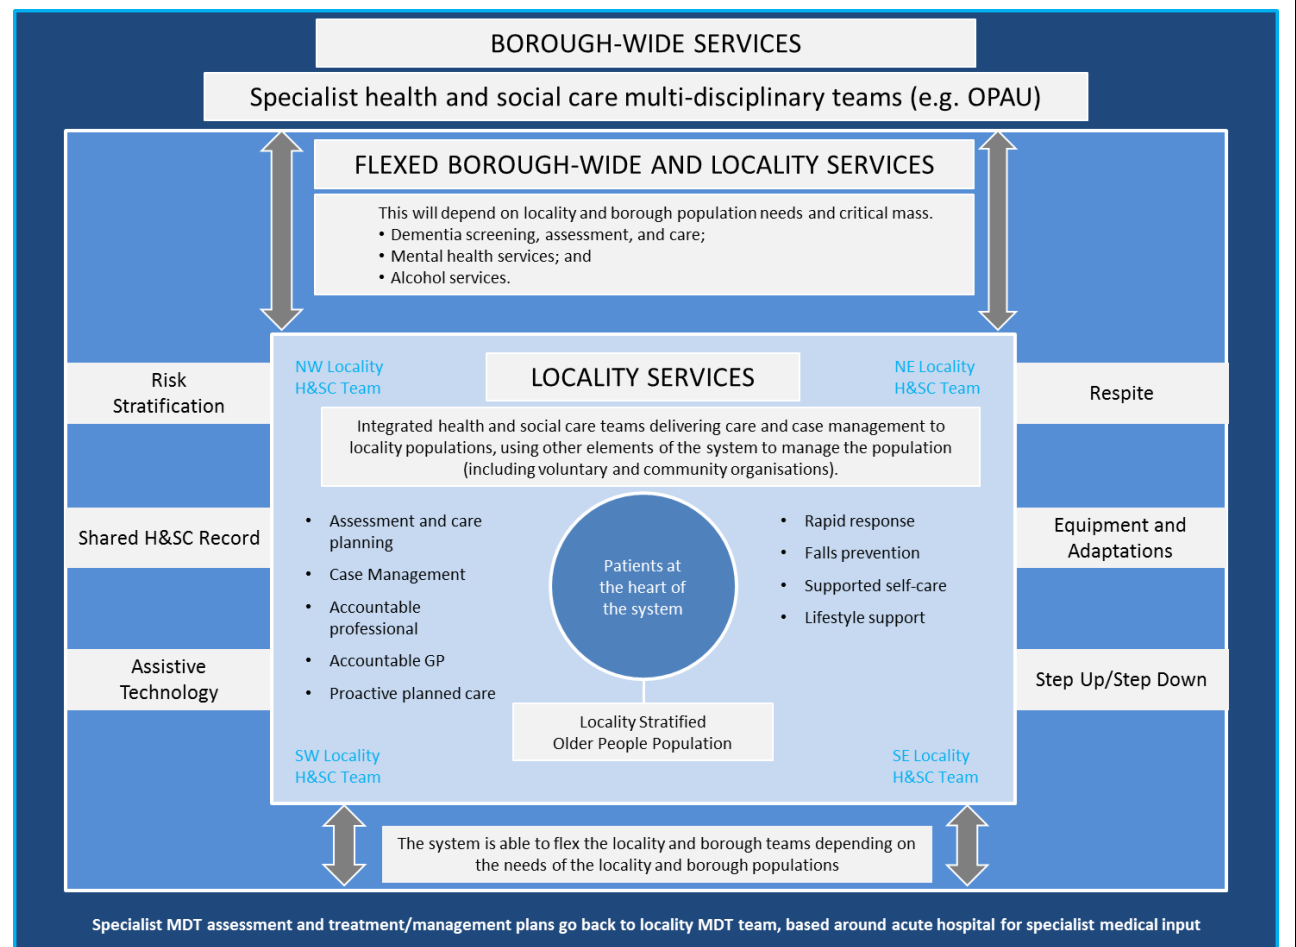 BOROUGH-WIDE SERVICES
Specialist health and social care multi-disciplinary teams (e.g. OPAU)
FLEXED BOROUGH-WIDE AND LOCALITY SERVICES
This will depend on locality and borough population needs and critical mass.
• Dementia screening, assessment, and care;
• Mental health services; and
• Alcohol services.
Risk
Stratification
Shared H&SC Record
Assistive
Technology
NW Locality
H&SC Team
LOCALITY SERVICES
NE Locality
H&SC Team
Integrated health and social care teams delivering care and case management to
locality populations, using other elements of the system to manage the population
(including voluntary and community organisations).
• Assessment and care
planning
• Case Management
• Accountable
professional
• Accountable GP
• Proactive planned care
Patients at
the heart of
the system
• Rapid response
• Falls prevention
• Supported self-care
• Lifestyle support
Locality Stratified
Older People Population
SW Locality
H&SC Team
SE Locality
H&SC Team
Respite
Equipment and
Adaptations
Step Up/Step Down
The system is able to flex the locality and borough teams depending on
the needs of the locality and borough populations
Specialist MDT assessment and treatment/management plans go back to locality MDT team, based around acute hospital for specialist medical input